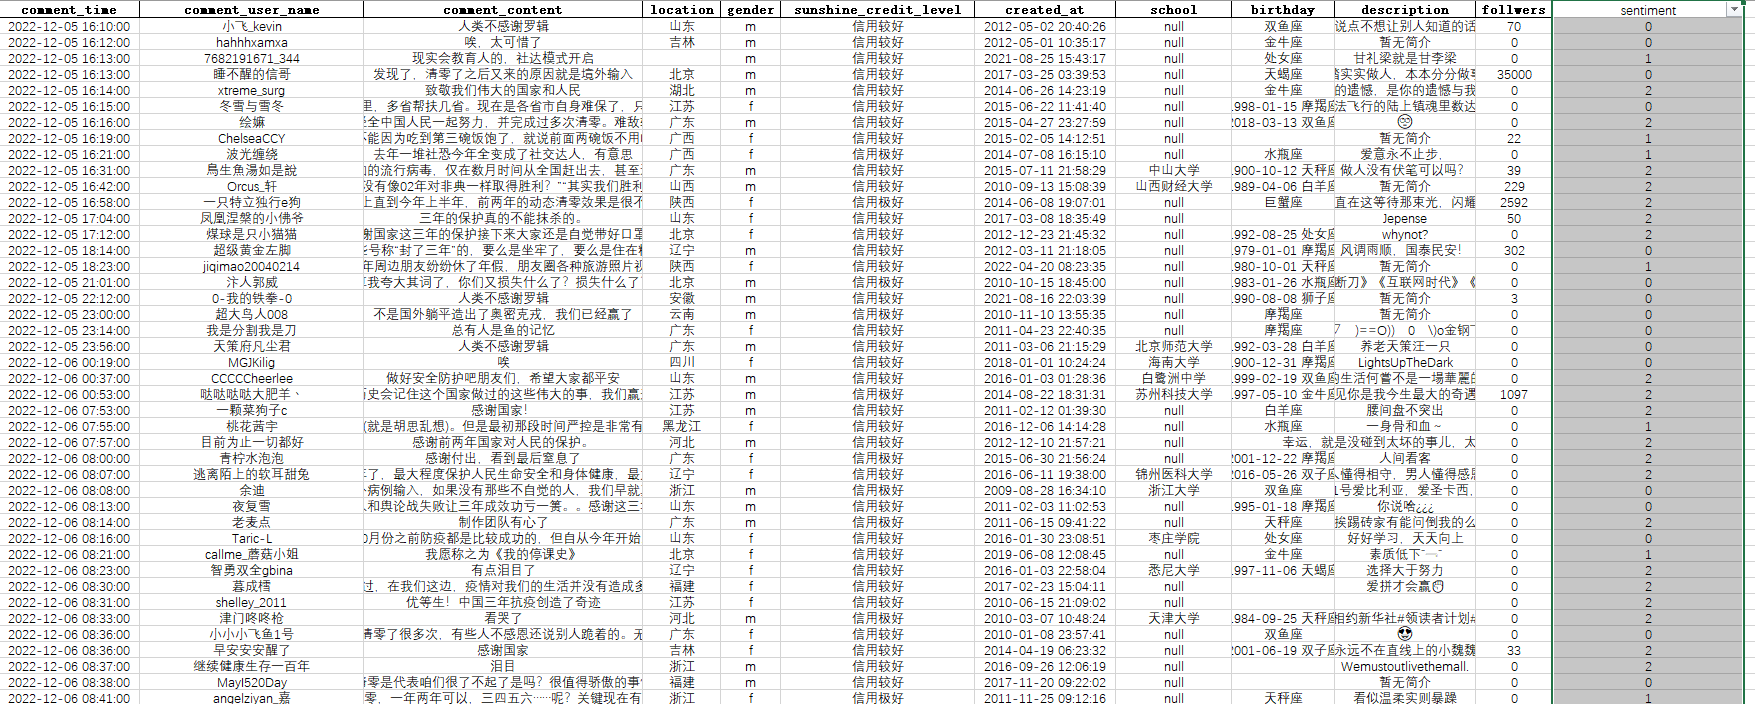 comment_time comment_user_name comment_content location gender sunshine_credit_level created_at school birthday description follwers sentiment
2022-12-05 16:10:00 小飞_kevin 人类不感谢罗辑 山东 m 信用较好 2012-05-02 20:40:26 null 双鱼座 说点不想让别人知道的话 70 0
2022-12-05 16:12:00 hahhhxamxa 唉，太可惜了 吉林 m 信用较好 2012-05-01 10:35:17 null 金牛座 暂无简介 0 0
2022-12-05 16:13:00 7682191671_344 现实会教育人的，社达模式开启 m 信用较好 2021-08-25 15:43:17 null 处女座 甘礼梁就是甘李梁 0 1
2022-12-05 16:13:00 睡不醒的信哥 发现了，清零了之后又来的原因就是境外输入 北京 m 信用较好 2017-03-25 03:39:53 null 天蝎座 踏实实做人，本本分分做事 35000 0
2022-12-05 16:14:00 xtreme_surg 致敬我们伟大的国家和人民 湖北 m 信用较好 2014-06-26 14:23:19 null 金牛座 的遗憾，是你的遗憾与我 0 2
2022-12-05 16:15:00 冬雪与雪冬 里，多省帮扶几省。现在是各省市自身难保了，只 江苏 f 信用较好 2015-06-22 11:41:40 null 1998-01-15 摩羯座 法飞行的陆上镇魂里数达 0 0
2022-12-05 16:16:00 绘嫲 全中国人民一起努力，并完成过多次清零。难敌 广东 m 信用较好 2015-04-27 23:27:59 null 2018-03-13 双鱼座 0 2
2022-12-05 16:19:00 ChelseaCCY 不能因为吃到第三碗饭饱了，就说前面两碗饭不用 广西 f 信用较好 2015-02-05 14:12:51 null 暂无简介 22 1
2022-12-05 16:21:00 波光缠绕 去年一堆社恐今年全变成了社交达人，有意思 广西 f 信用极好 2014-07-08 16:15:10 null 水瓶座 爱意永不止步， 0 1
2022-12-05 16:31:00 鳥生魚湯如是說 的流行病毒，仅在数月时间从全国赶出去，甚至 广东 m 信用较好 2015-07-11 21:58:29 中山大学 1900-10-12 天秤座 做人没有伏笔可以吗？ 39 2
2022-12-05 16:42:00 Orcus_轩 没有像02年对非典一样取得胜利？”“其实我们胜利 山西 m 信用较好 2010-09-13 15:08:39 山西财经大学 1989-04-06 白羊座 暂无简介 229 2
2022-12-05 16:58:00 一只特立独行e狗 上直到今年上半年，前两年的动态清零效果是很不 陕西 f 信用极好 2014-06-08 19:07:01 null 巨蟹座 直在这等待那束光，闪耀 2592 2
2022-12-05 17:04:00 凤凰涅槃的小佛爷 三年的保护真的不能抹杀的。 山东 f 信用较好 2017-03-08 18:35:49 null Jepense 50 2
2022-12-05 17:12:00 煤球是只小猫猫 谢国家这三年的保护接下来大家还是自觉带好口罩 北京 f 信用较好 2012-12-23 21:45:32 null 1992-08-25 处女座 whynot? 0 2
2022-12-05 18:14:00 超级黄金左脚 号称“封了三年”的，要么是坐牢了，要么是住在 辽宁 m 信用较好 2012-03-11 21:18:05 null 1979-01-01 摩羯座 风调雨顺，国泰民安！ 302 0
2022-12-05 18:23:00 jiqimao20040214 年周边朋友纷纷休了年假，朋友圈各种旅游照片视 陕西 f 信用较好 2022-04-20 08:23:35 null 1980-10-01 天秤座 暂无简介 0 1
2022-12-05 21:01:00 汴人郭威 我夸大其词了，你们又损失什么了？损失什么了 北京 m 信用较好 2010-10-15 18:45:00 null 1983-01-26 水瓶座 断刀》《互联网时代》《 0 0
2022-12-05 22:12:00 0-我的铁拳-0 人类不感谢罗辑 安徽 m 信用较好 2021-08-16 22:03:39 null 1990-08-08 狮子座 暂无简介 3 0
2022-12-05 23:00:00 超大鸟人008 不是国外躺平造出了奥密克戎，我们已经赢了 云南 m 信用较好 2010-11-10 13:55:35 null 摩羯座 暂无简介 0 0
2022-12-05 23:14:00 我是分割我是刀 总有人是鱼的记忆 广东 f 信用较好 2011-04-23 22:40:35 null 摩羯座 )==O)) 0 \)o金钢 0 0
2022-12-05 23:56:00 天策府凡尘君 人类不感谢罗辑 广东 m 信用较好 2011-03-06 21:15:29 北京师范大学 1992-03-28 白羊座 养老天策汪一只 0 0
2022-12-06 00:19:00 MGJKilig 唉 四川 f 信用较好 2018-01-01 10:24:24 海南大学 1900-12-31 摩羯座 LightsUpTheDark 0 0
2022-12-06 00:37:00 CCCCCheerlee 做好安全防护吧朋友们，希望大家都平安 山东 m 信用较好 2016-01-03 01:28:36 白鹭洲中学 1999-02-19 双鱼座 的生活何嘗不是一場華麗的 0 2
2022-12-06 00:53:00 哒哒哒哒大肥羊丶 历史会记住这个国家做过的这些伟大的事，我们赢 江苏 m 信用较好 2014-08-22 18:31:31 苏州科技大学 1997-05-10 金牛座 见你是我今生最大的奇遇 1097 2
2022-12-06 07:53:00 一颗菜狗子c 感谢国家！ 江苏 m 信用较好 2011-02-12 01:39:30 null 白羊座 腰间盘不突出 0 2
2022-12-06 07:55:00 桃花茜宇 (就是胡思乱想)。但是最初那段时间严控是非常有 黑龙江 f 信用较好 2016-12-06 14:14:28 null 水瓶座 一身骨和血～ 0 1
2022-12-06 07:57:00 目前为止一切都好 感谢前两年国家对人民的保护。 河北 m 信用较好 2012-12-10 21:57:21 null 幸运，就是没碰到太坏的事儿，太 0 2
2022-12-06 08:00:00 青柠水泡泡 感谢付出，看到最后窒息了 广东 f 信用极好 2015-06-30 21:56:24 null 2001-12-22 摩羯座 人间看客 0 2
2022-12-06 08:07:00 逃离陌上的软耳甜兔 了，最大程度保护人民生命安全和身体健康，最 辽宁 f 信用较好 2016-06-11 19:38:00 锦州医科大学 2016-05-26 双子座 懂得相守，男人懂得感恩 0 2
2022-12-06 08:08:00 余迪 病例输入，如果没有那些不自觉的人，我们早就 浙江 m 信用极好 2009-08-28 16:34:10 浙江大学 双鱼座 1号爱比利亚，爱圣卡西， 0 0
2022-12-06 08:13:00 夜复雪 和舆论战失败让三年成效功亏一篑。。感谢这三 浙江 m 信用较好 2011-02-03 11:02:53 null 1995-01-18 摩羯座 你说啥¿¿¿ 0 0
2022-12-06 08:14:00 老麦点 制作团队有心了 广东 m 信用极好 2011-06-15 09:41:22 null 天秤座 挨踢砖家有能问倒我的么 0 2
2022-12-06 08:16:00 Taric-L 0月份之前防疫都是比较成功的，但自从今年开始 山东 f 信用较好 2016-01-30 23:08:51 枣庄学院 处女座 好好学习，天天向上 0 0
2022-12-06 08:21:00 callme_蘑菇小姐 我愿称之为《我的停课史》 北京 f 信用极好 2019-06-08 12:08:45 null 金牛座 素质低下 0 1
2022-12-06 08:23:00 智勇双全gbina 有点泪目了 辽宁 f 信用较好 2016-01-03 22:58:04 悉尼大学 1997-11-06 天蝎座 选择大于努力 0 2
2022-12-06 08:30:00 暮成樰 过，在我们这边，疫情对我们的生活并没有造成多 福建 f 信用较好 2017-02-23 15:04:11 null 爱拼才会赢 0 2
2022-12-06 08:31:00 shelley_2011 优等生！中国三年抗疫创造了奇迹 江苏 f 信用较好 2010-06-15 21:09:02 null 0 2
2022-12-06 08:33:00 津门咚咚枪 看哭了 河北 m 信用较好 2010-03-07 10:48:24 天津大学 1984-09-25 天秤座 相约新华社#领读者计划# 0 2
2022-12-06 08:36:00 小小小飞鱼1号 清零了很多次，有些人不感恩还说别人跪着的。无 广东 f 信用较好 2010-01-08 23:57:41 null 双鱼座 0 0
2022-12-06 08:36:00 早安安安醒了 感谢国家 吉林 f 信用极好 2014-04-19 06:23:32 null 2001-06-19 双子座 永远不在直线上的小魏魏 33 2
2022-12-06 08:37:00 继续健康生存一百年 泪目 浙江 m 信用较好 2016-09-26 12:06:19 null Wemustoutlivethemall. 0 2
2022-12-06 08:38:00 Mayl520Day 零是代表咱们很了不起了是吗？很值得骄傲的事 福建 m 信用较好 2017-11-20 09:22:02 null 暂无简介 0 0
2022-12-06 08:41:00 angelziyan_嘉 零，一年两年可以，三四五六……呢？关键现在有 浙江 f 信用较好 2011-11-25 09:12:16 null 天秤座 看似温柔实则暴躁 0 1